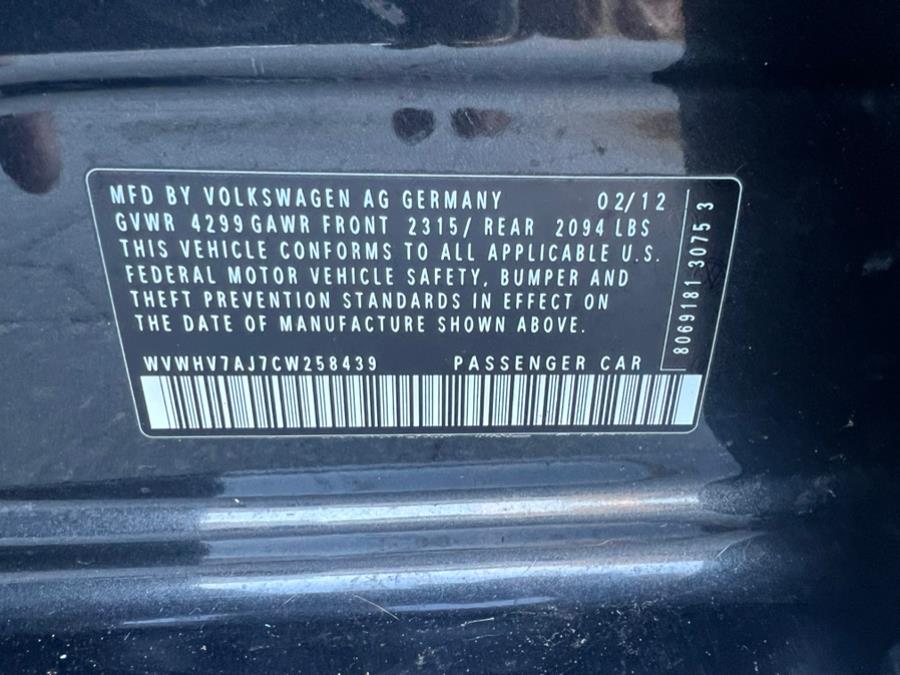 MFD BY VOLKSWAGEN AG GERMANY 02/12
GVWR 4299 GAWR FRONT 2315/ REAR 2094 LBS
THIS VEHICLE CONFORMS TO ALL APPLICABLE U.S.
FEDERAL MOTOR VEHICLE SAFETY, BUMPER AND
THEFT PREVENTION STANDARDS IN EFFECT ON
THE DATE OF MANUFACTURE SHOWN ABOVE.
WVWHV7AJ7CW258439 PASSENGER CAR
8069181 3075 3